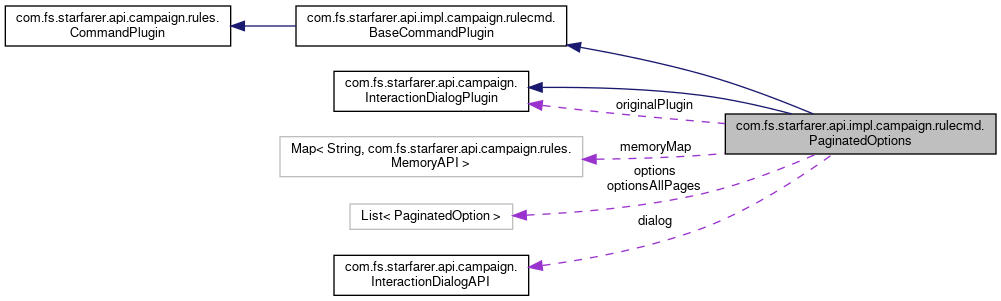 com.fs.starfarer.api.campaign.rules.
CommandPlugin
com.fs.starfarer.api.impl.campaign.rulecmd.
BaseCommandPlugin
com.fs.starfarer.api.campaign.
InteractionDialogPlugin
originalPlugin
com.fs.starfarer.api.impl.campaign.rulecmd.
PaginatedOptions
Map< String, com.fs.starfarer.api.campaign.rules.
MemoryAPI >
memoryMap
options
optionsAllPages
List< PaginatedOption >
dialog
com.fs.starfarer.api.campaign.
InteractionDialogAPI